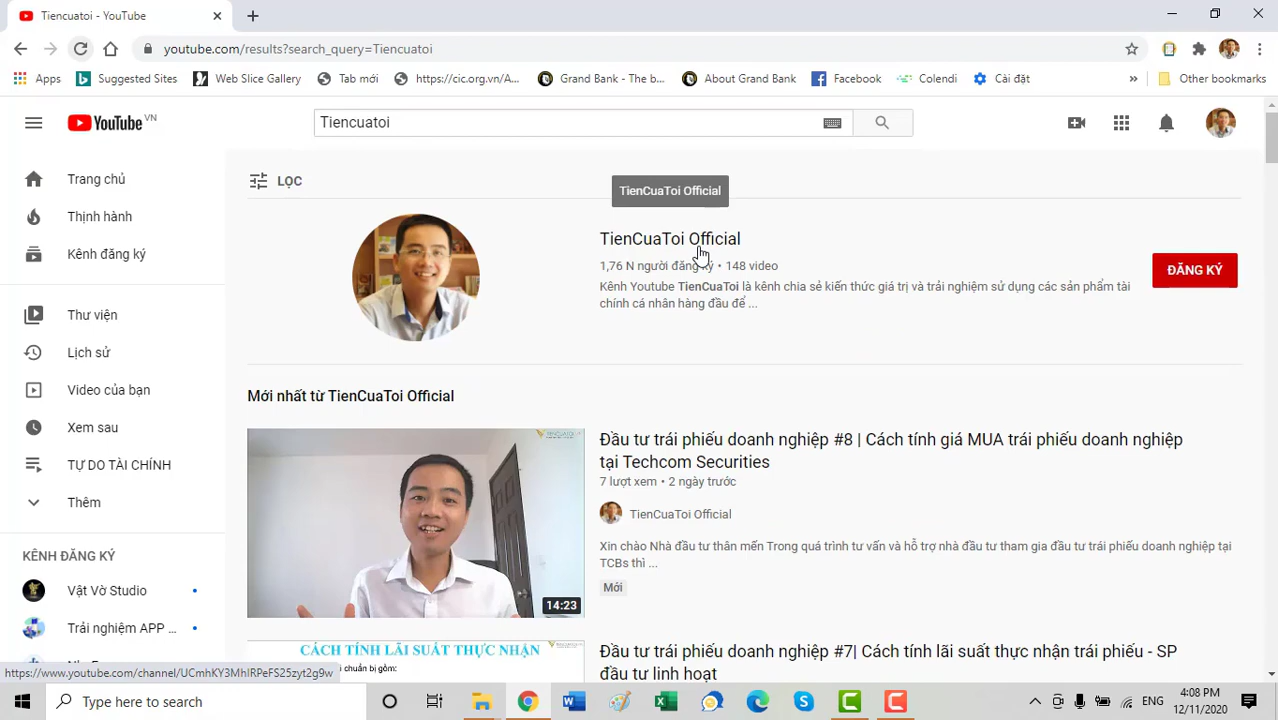 Tiencuatoi - YouTube
youtube.com/results?search_query=Tiencuatoi
Apps Suggested Sites Web Slice Gallery Tab mới https://cic.org.vn/A... Grand Bank - The b... About Grand Bank Facebook Colendi Cài đặt » Other bookmarks
YouTube VN
Tiencuatoi
Trang chủ
Thịnh hành
Kênh đăng ký
Thư viện
Lịch sử
Video của bạn
Xem sau
TỰ DO TÀI CHÍNH
Thêm
KÊNH ĐĂNG KÝ
Vật Vờ Studio
Trải nghiệm APP ...
LỌC
TienCuaToi Official
TienCuaToi Official
1,76 N người đăng ký • 148 video
Kênh Youtube TienCuaToi là kênh chia sẻ kiến thức giá trị và trải nghiệm sử dụng các sản phẩm tài
chính cá nhân hàng đầu để ...
ĐĂNG KÝ
Mới nhất từ TienCuaToi Official
14:23
Đầu tư trái phiếu doanh nghiệp #8 | Cách tính giá MUA trái phiếu doanh nghiệp
tại Techcom Securities
7 lượt xem • 2 ngày trước
TienCuaToi Official
Xin chào Nhà đầu tư thân mến Trong quá trình tư vấn và hỗ trợ nhà đầu tư tham gia đầu tư trái phiếu doanh nghiệp tại
TCBs thì ...
Mới
CÁCH TÍNH LÃI SUẤT THỰC NHẬN
i chuẩn bị gồm:
Đầu tư trái phiếu doanh nghiệp #7| Cách tính lãi suất thực nhận trái phiếu - SP
đầu tư linh hoạt
https://www.youtube.com/channel/UCmhKY3MhIRPeFS25zyt2g9w
Type here to search
ENG
4:08 PM
12/11/2020